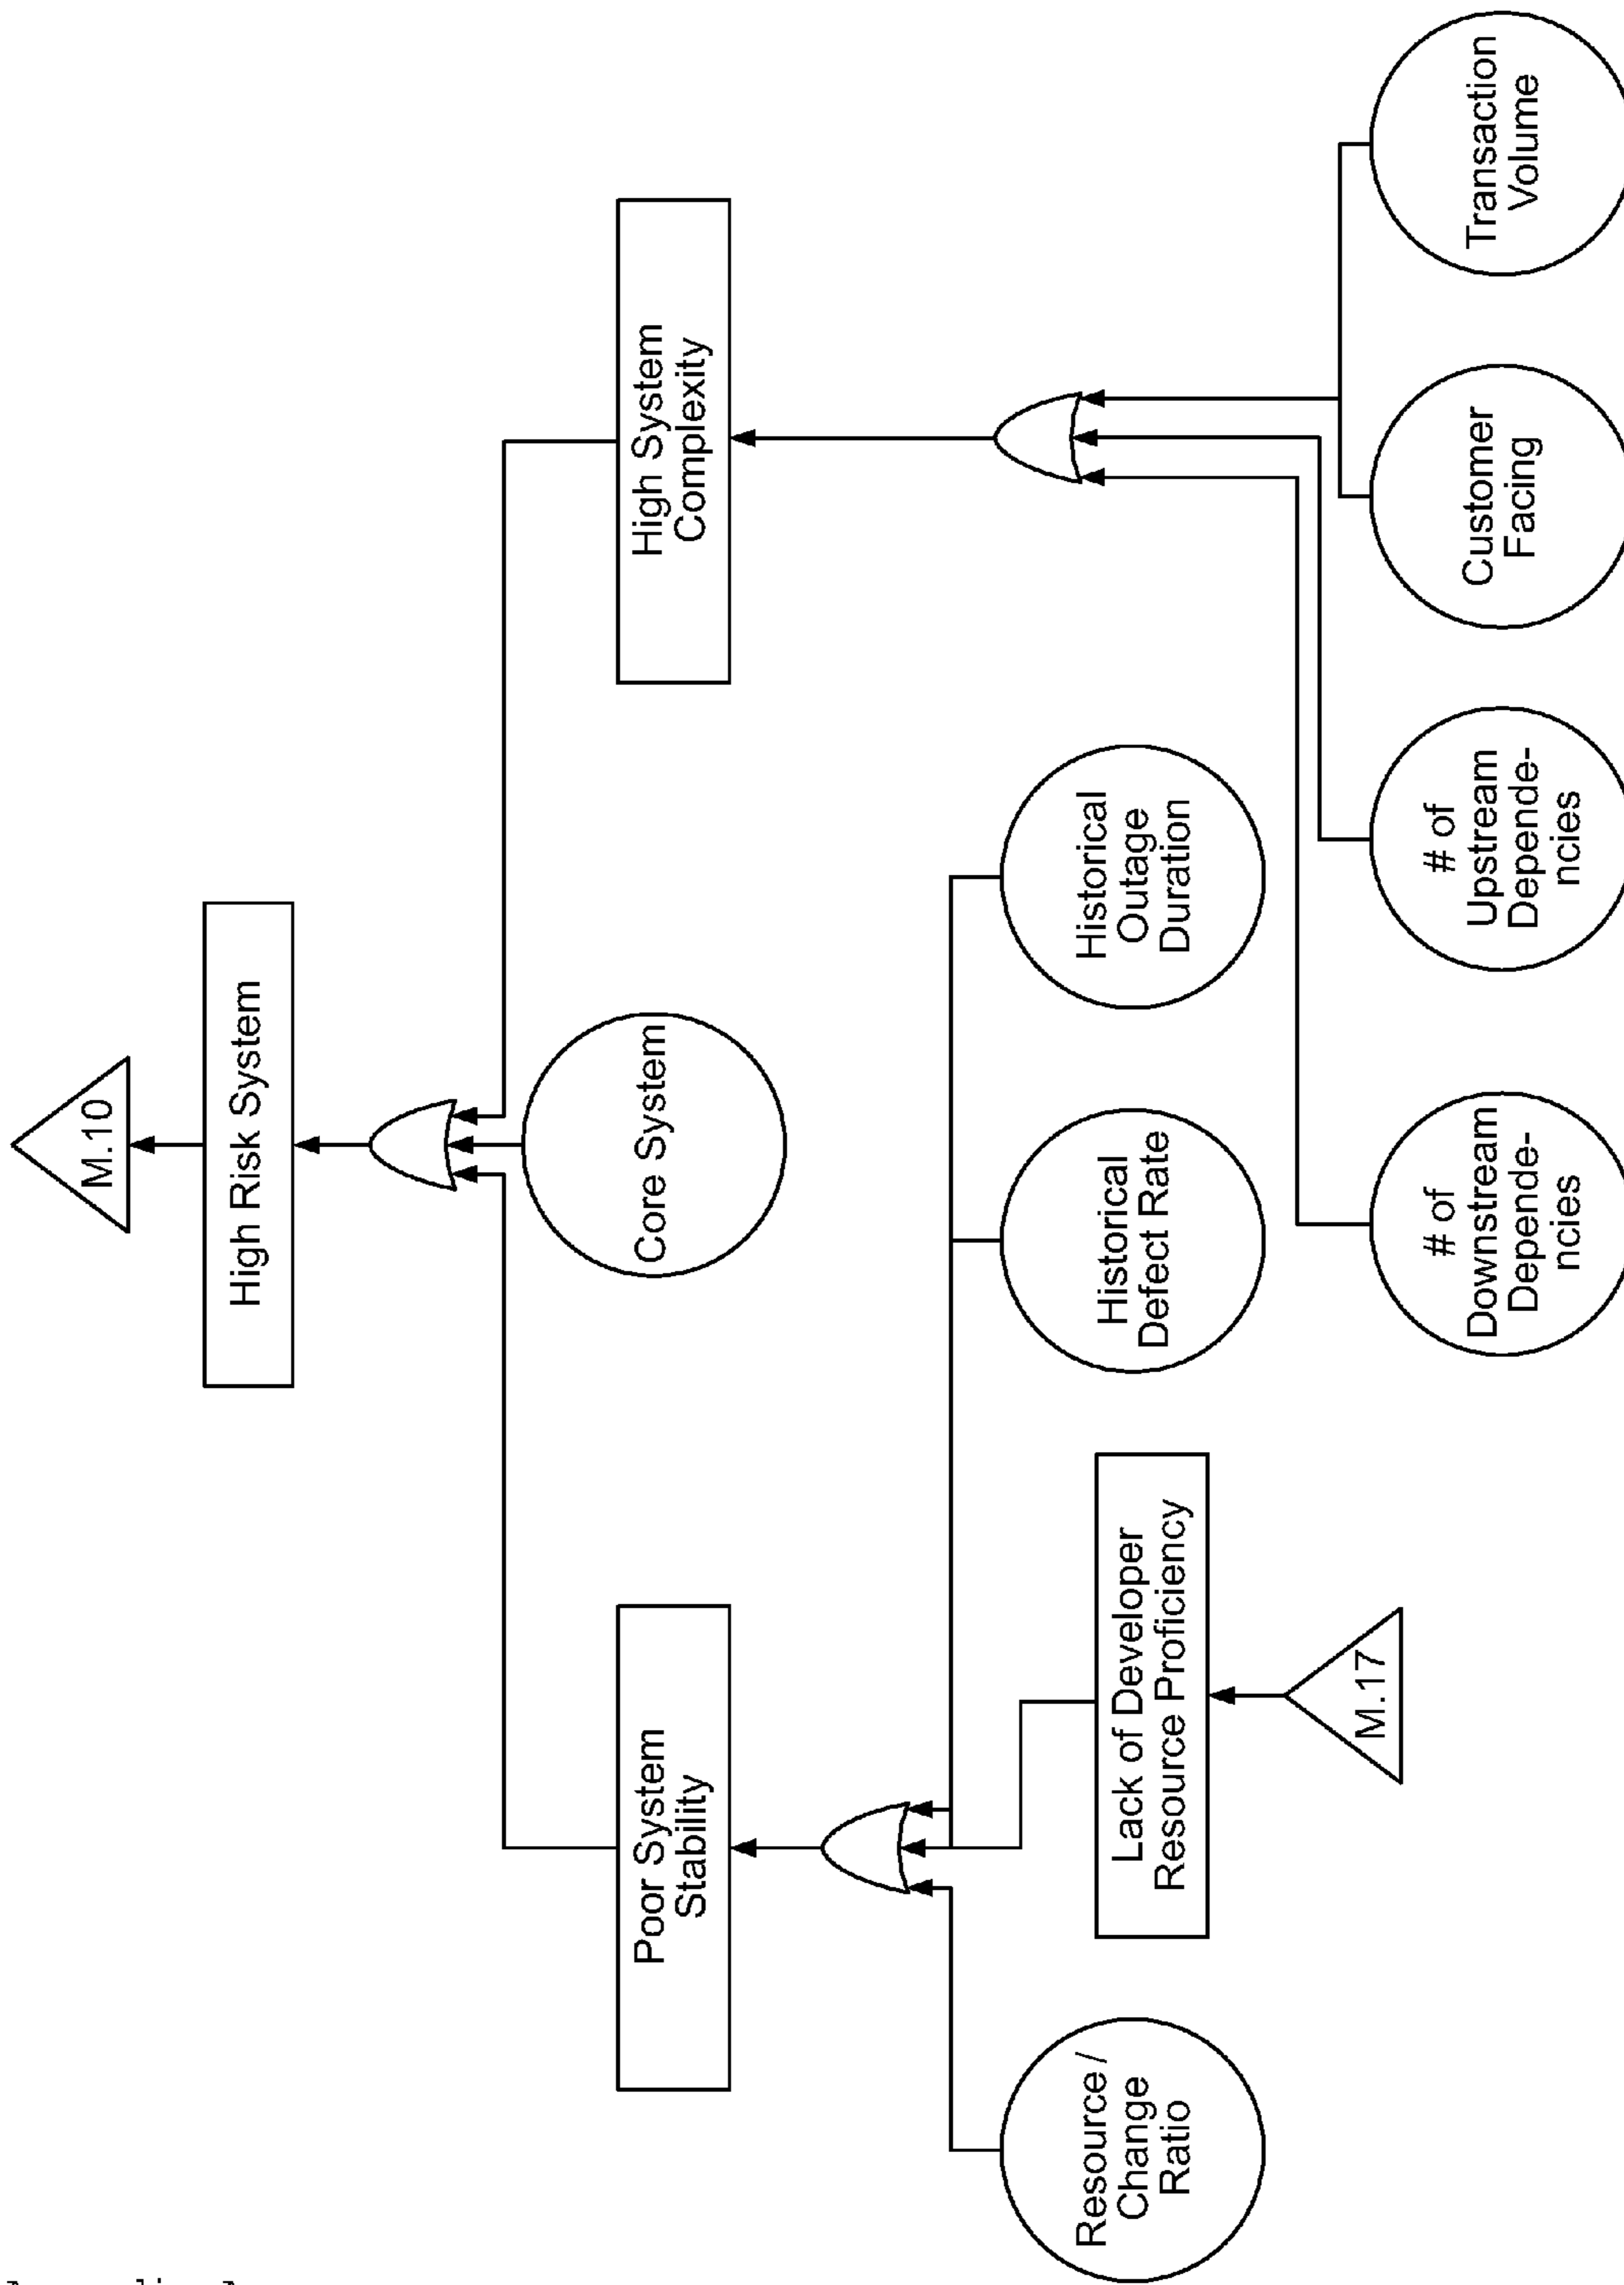 M.10
High Risk System
Core System
Poor System
Stability
High System
Complexity
Resource /
Change
Ratio
Lack of Developer
Resource Proficiency
M.17
Historical
Defect Rate
Historical
Outage
Duration
# of
Downstream
Depende-
ncies
# of
Upstream
Depende-
ncies
Customer
Facing
Transaction
Volume